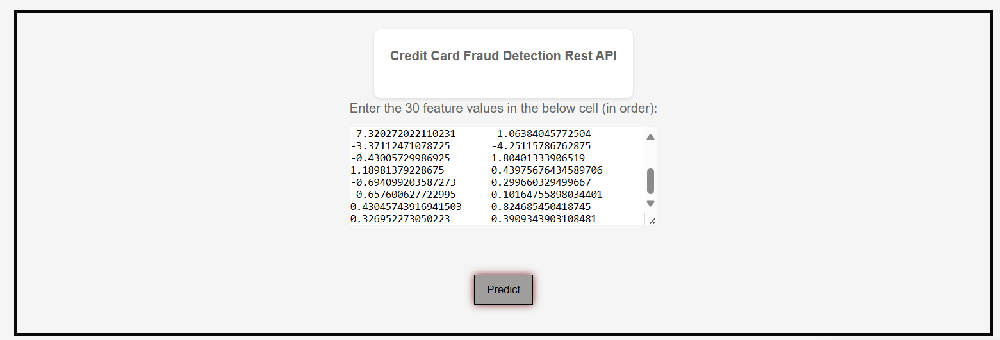 Credit Card Fraud Detection Rest API
Enter the 30 feature values in the below cell (in order):
-7.320272022110231 -1.06384045772504
-3.37112471078725 -4.25115786762875
-0.43005729986925 1.80401333906519
1.18981379228675 0.43975676434589706
-0.694099203587273 0.299660329499667
-0.657600627722995 0.10164755898034401
0.43045743916941503 0.824685450418745
0.326952273050223 0.3909343903108481
Predict